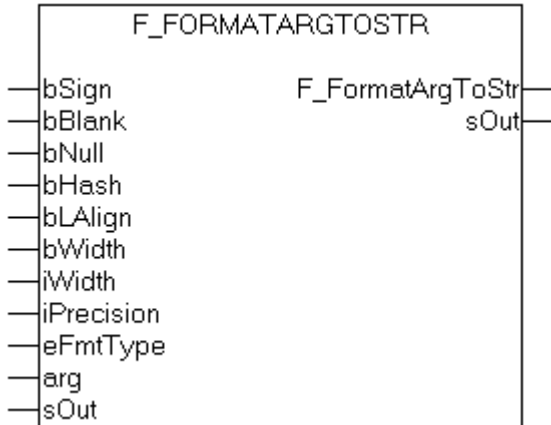 F_FORMATARGTOSTR
bSign F_FormatArgToStr
bBlank sOut
bNull
bHash
bLAlign
bWidth
iWidth
iPrecision
eFmtType
arg
sOut